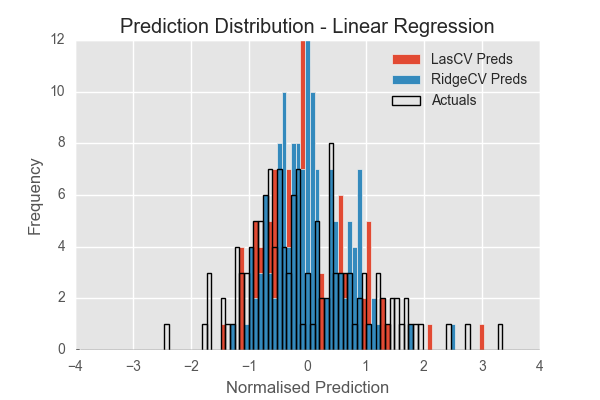 Prediction Distribution - Linear Regression
12
10
8
6
4
2
0
Frequency
LasCV Preds
RidgeCV Preds
Actuals
−4 −3 −2 −1 0 1 2 3 4
Normalised Prediction